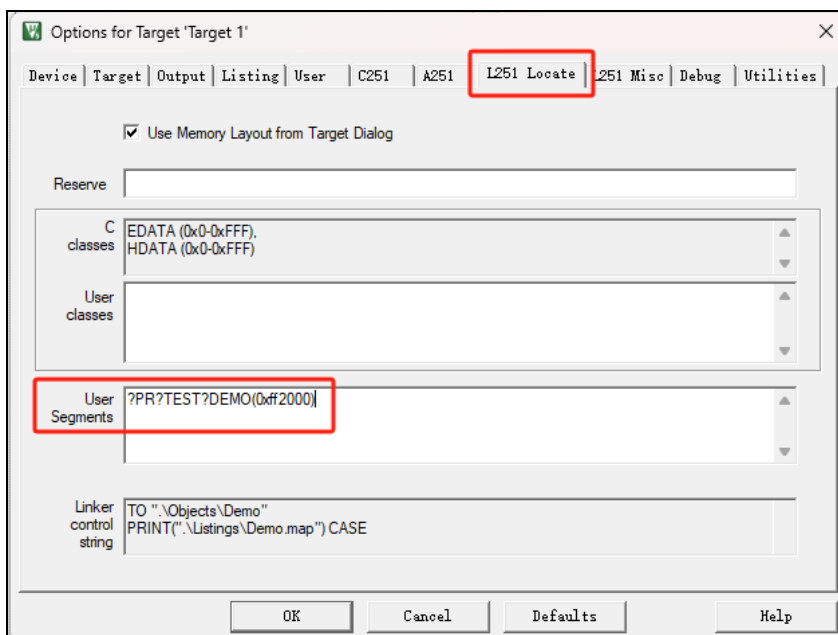 Options for Target 'Target 1'
Device Target Output Listing User C251 A251 L251 Locate L251 Misc Debug Utilities
Use Memory Layout from Target Dialog
Reserve
C classes
EDATA (0x0-0xFFF),
HDATA (0x0-0xFFF)
User classes
User Segments
?PR?TEST?DEMO(0xff2000)
Linker control string
TO ".\Objects\Demo"
PRINT(".\Listings\Demo.map") CASE
OK Cancel Defaults Help